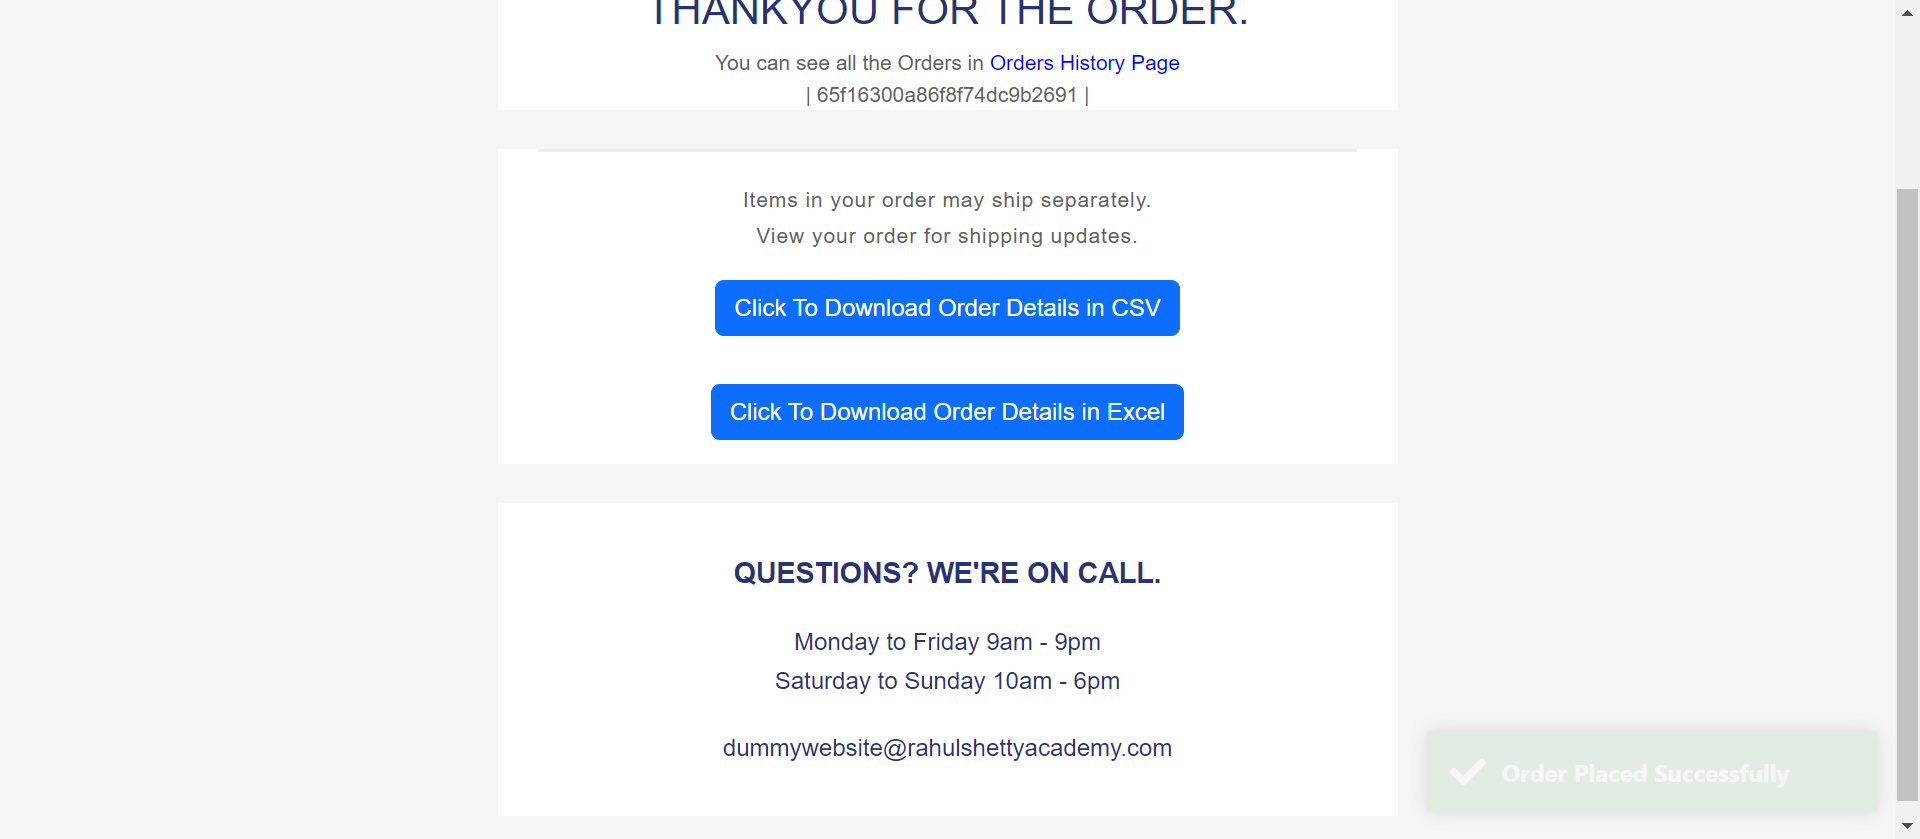 THANKYOU FOR THE ORDER.
You can see all the Orders in Orders History Page
| 65f16300a86f8f74dc9b2691 |
Items in your order may ship separately.
View your order for shipping updates.
Click To Download Order Details in CSV
Click To Download Order Details in Excel
QUESTIONS? WE'RE ON CALL.
Monday to Friday 9am - 9pm
Saturday to Sunday 10am - 6pm
dummywebsite@rahulshettyacademy.com
Order Placed Successfully